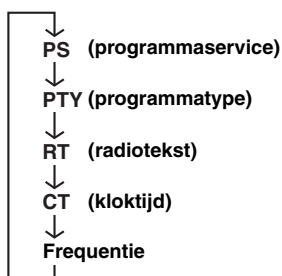 PS (programmaservice)
PTY (programmatype)
RT (radiotekst)
CT (kloktijd)
Frequentie